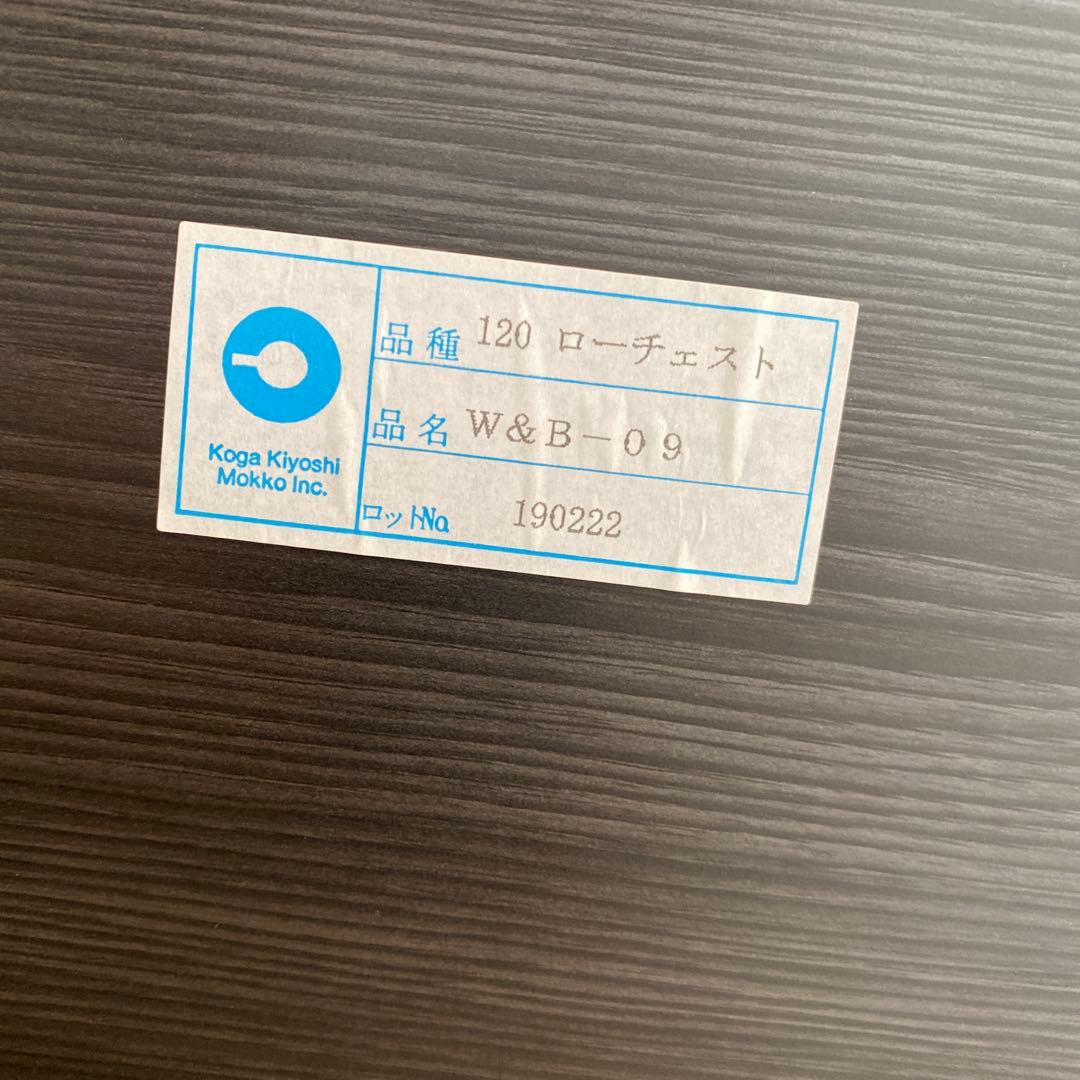 Koga Kiyoshi
Mokko Inc.
品種 120 ローチェスト
品名 W&B-09
ロット№ 190222